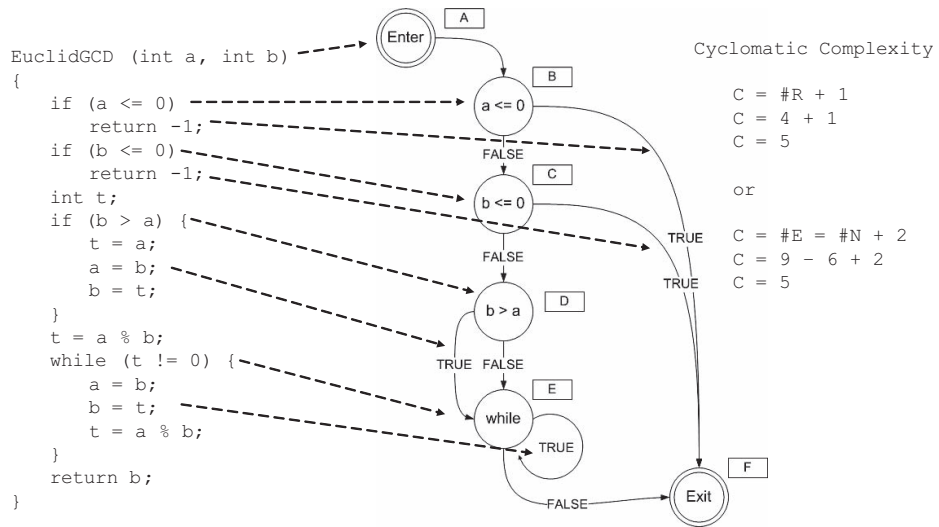 EuclidGCD (int a, int b)
{
if (a <= 0)
return -1;
if (b <= 0)
return -1;
int t;
if (b > a) {
t = a;
a = b;
b = t;
}
t = a % b;
while (t != 0) {
a = b;
b = t;
t = a % b;
}
return b;
}
A
Enter
B
a <= 0
FALSE
C
b <= 0
TRUE
FALSE
TRUE
D
b > a
TRUE
FALSE
E
while
TRUE
F
Exit
FALSE
Cyclomatic Complexity
C = #R + 1
C = 4 + 1
C = 5
or
C = #E = #N + 2
C = 9 – 6 + 2
C = 5